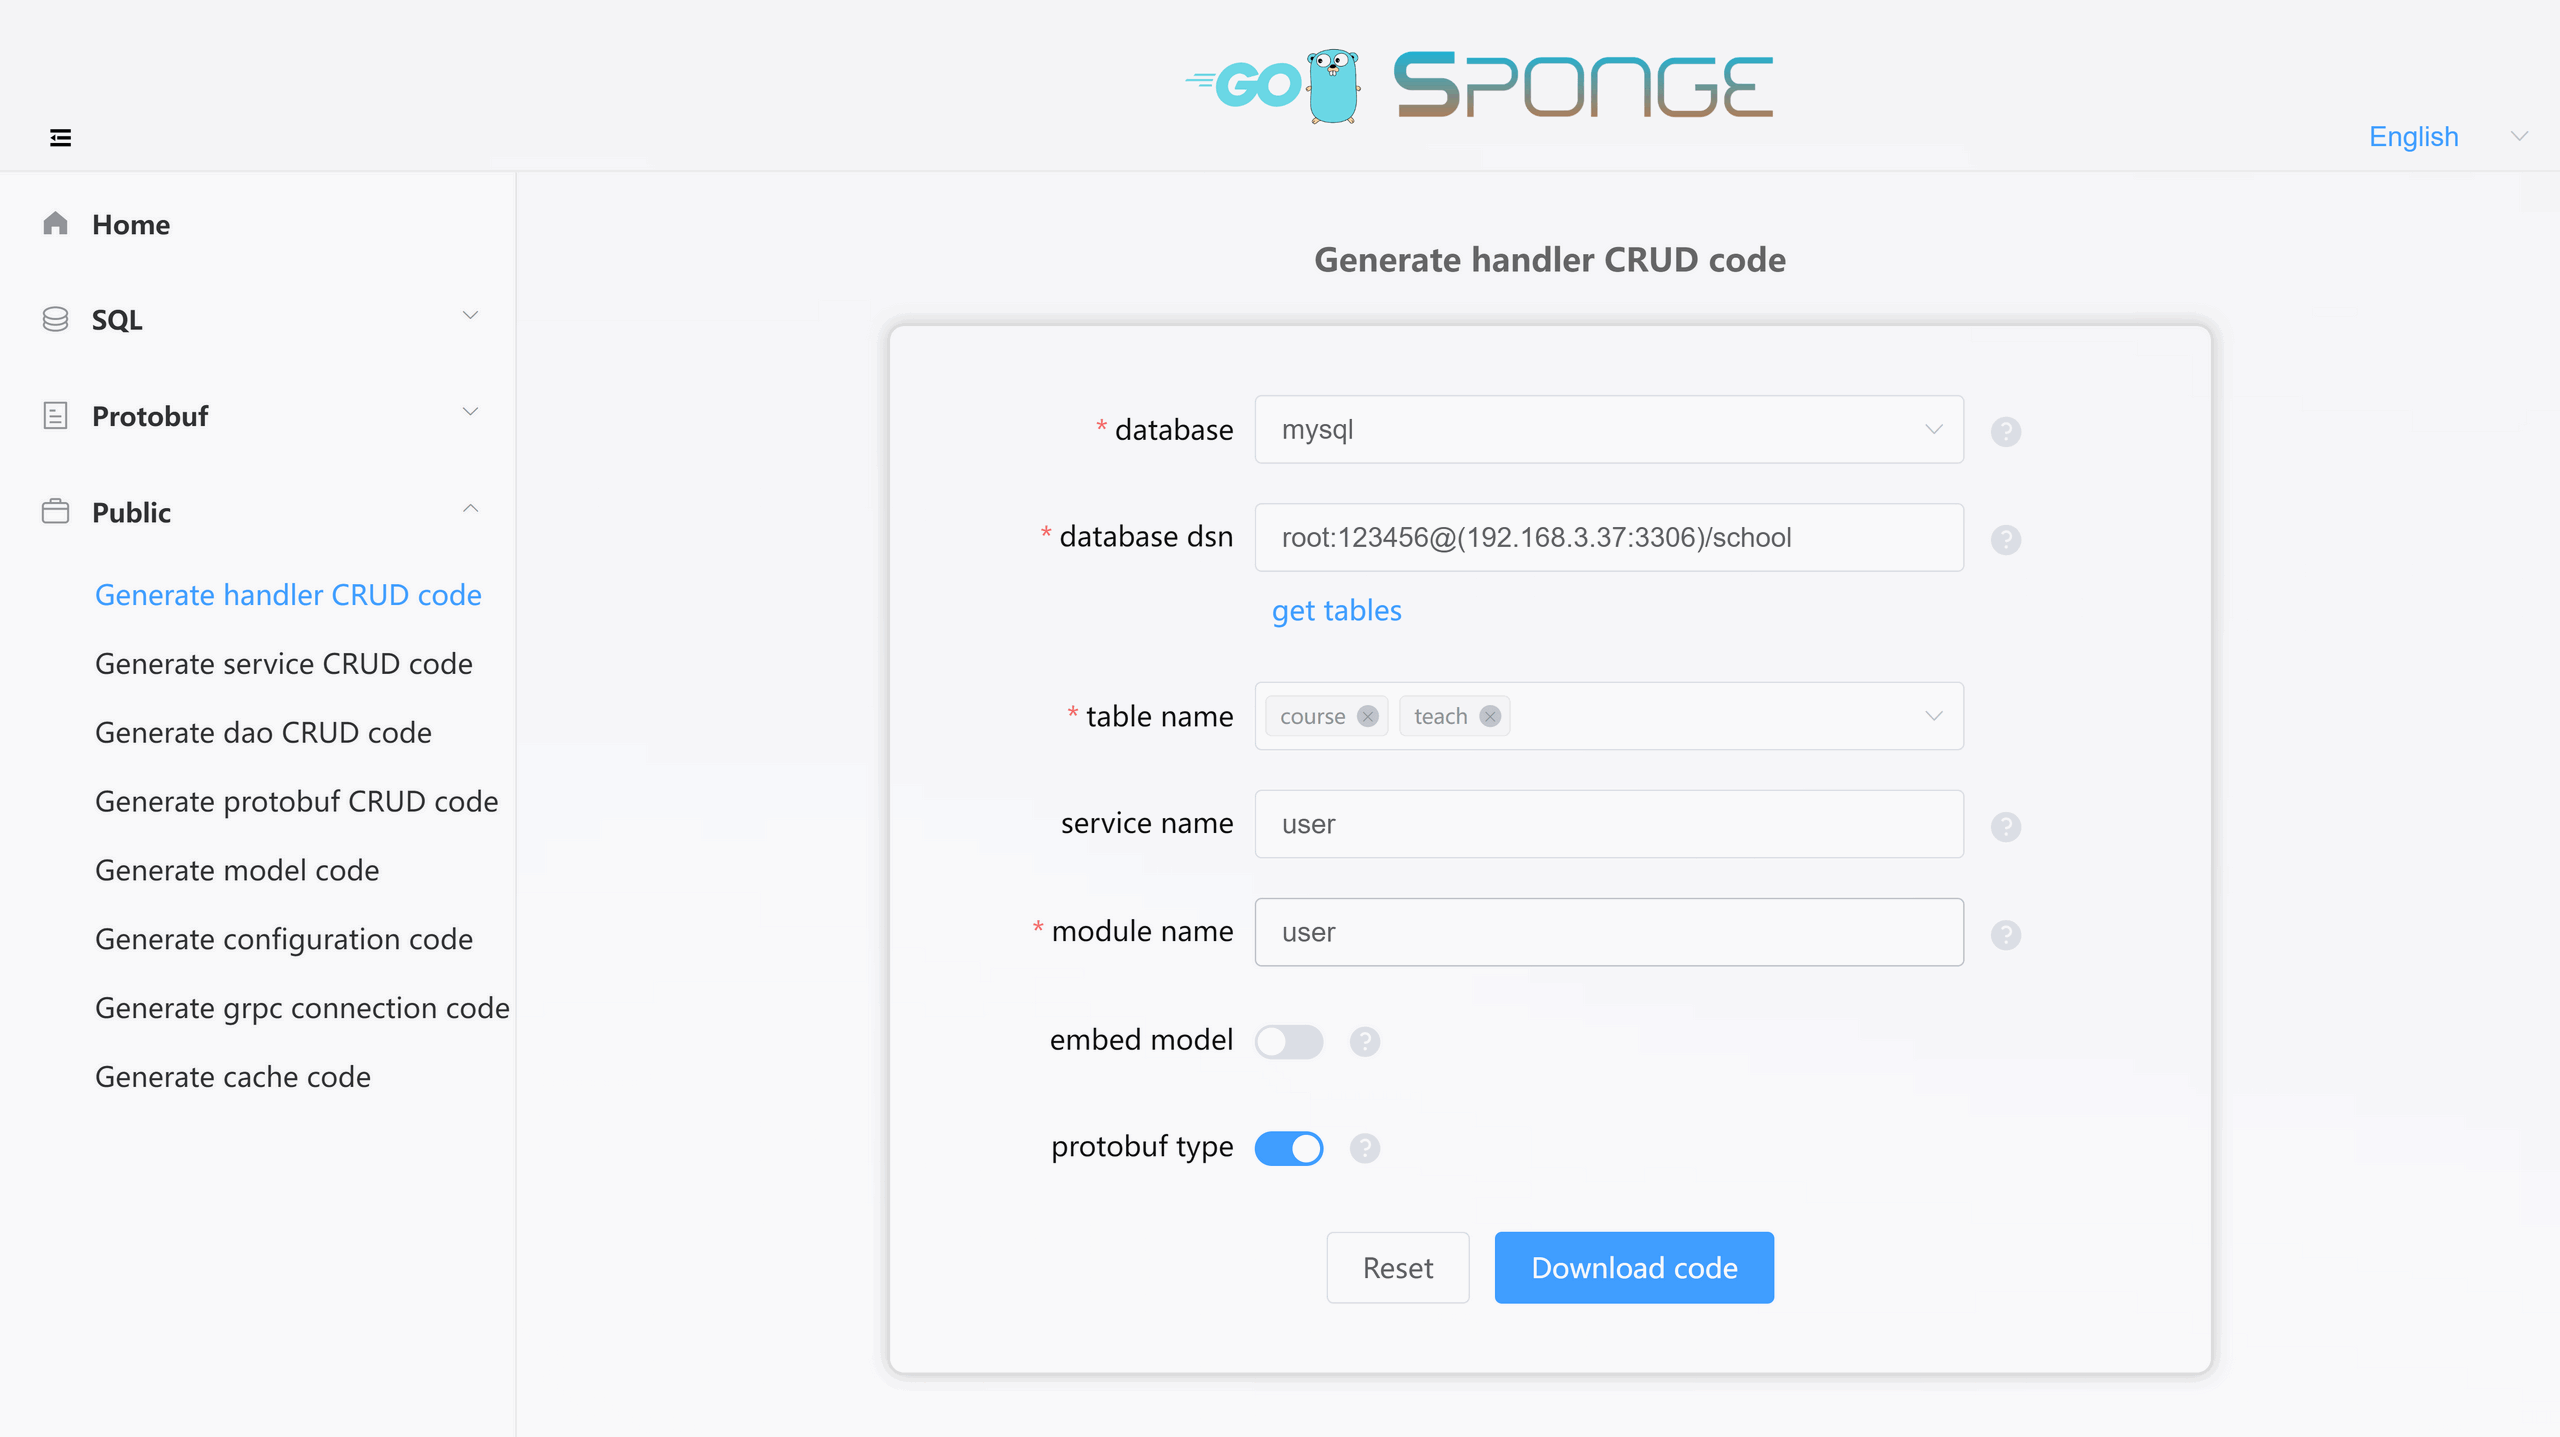 GO SPONGE
English
Home
SQL
Protobuf
Public
Generate handler CRUD code
Generate service CRUD code
Generate dao CRUD code
Generate protobuf CRUD code
Generate model code
Generate configuration code
Generate grpc connection code
Generate cache code
Generate handler CRUD code
* database mysql ?
* database dsn root:123456@(192.168.3.37:3306)/school ?
get tables
* table name course teach
service name user ?
* module name user ?
embed model ?
protobuf type ?
Reset Download code